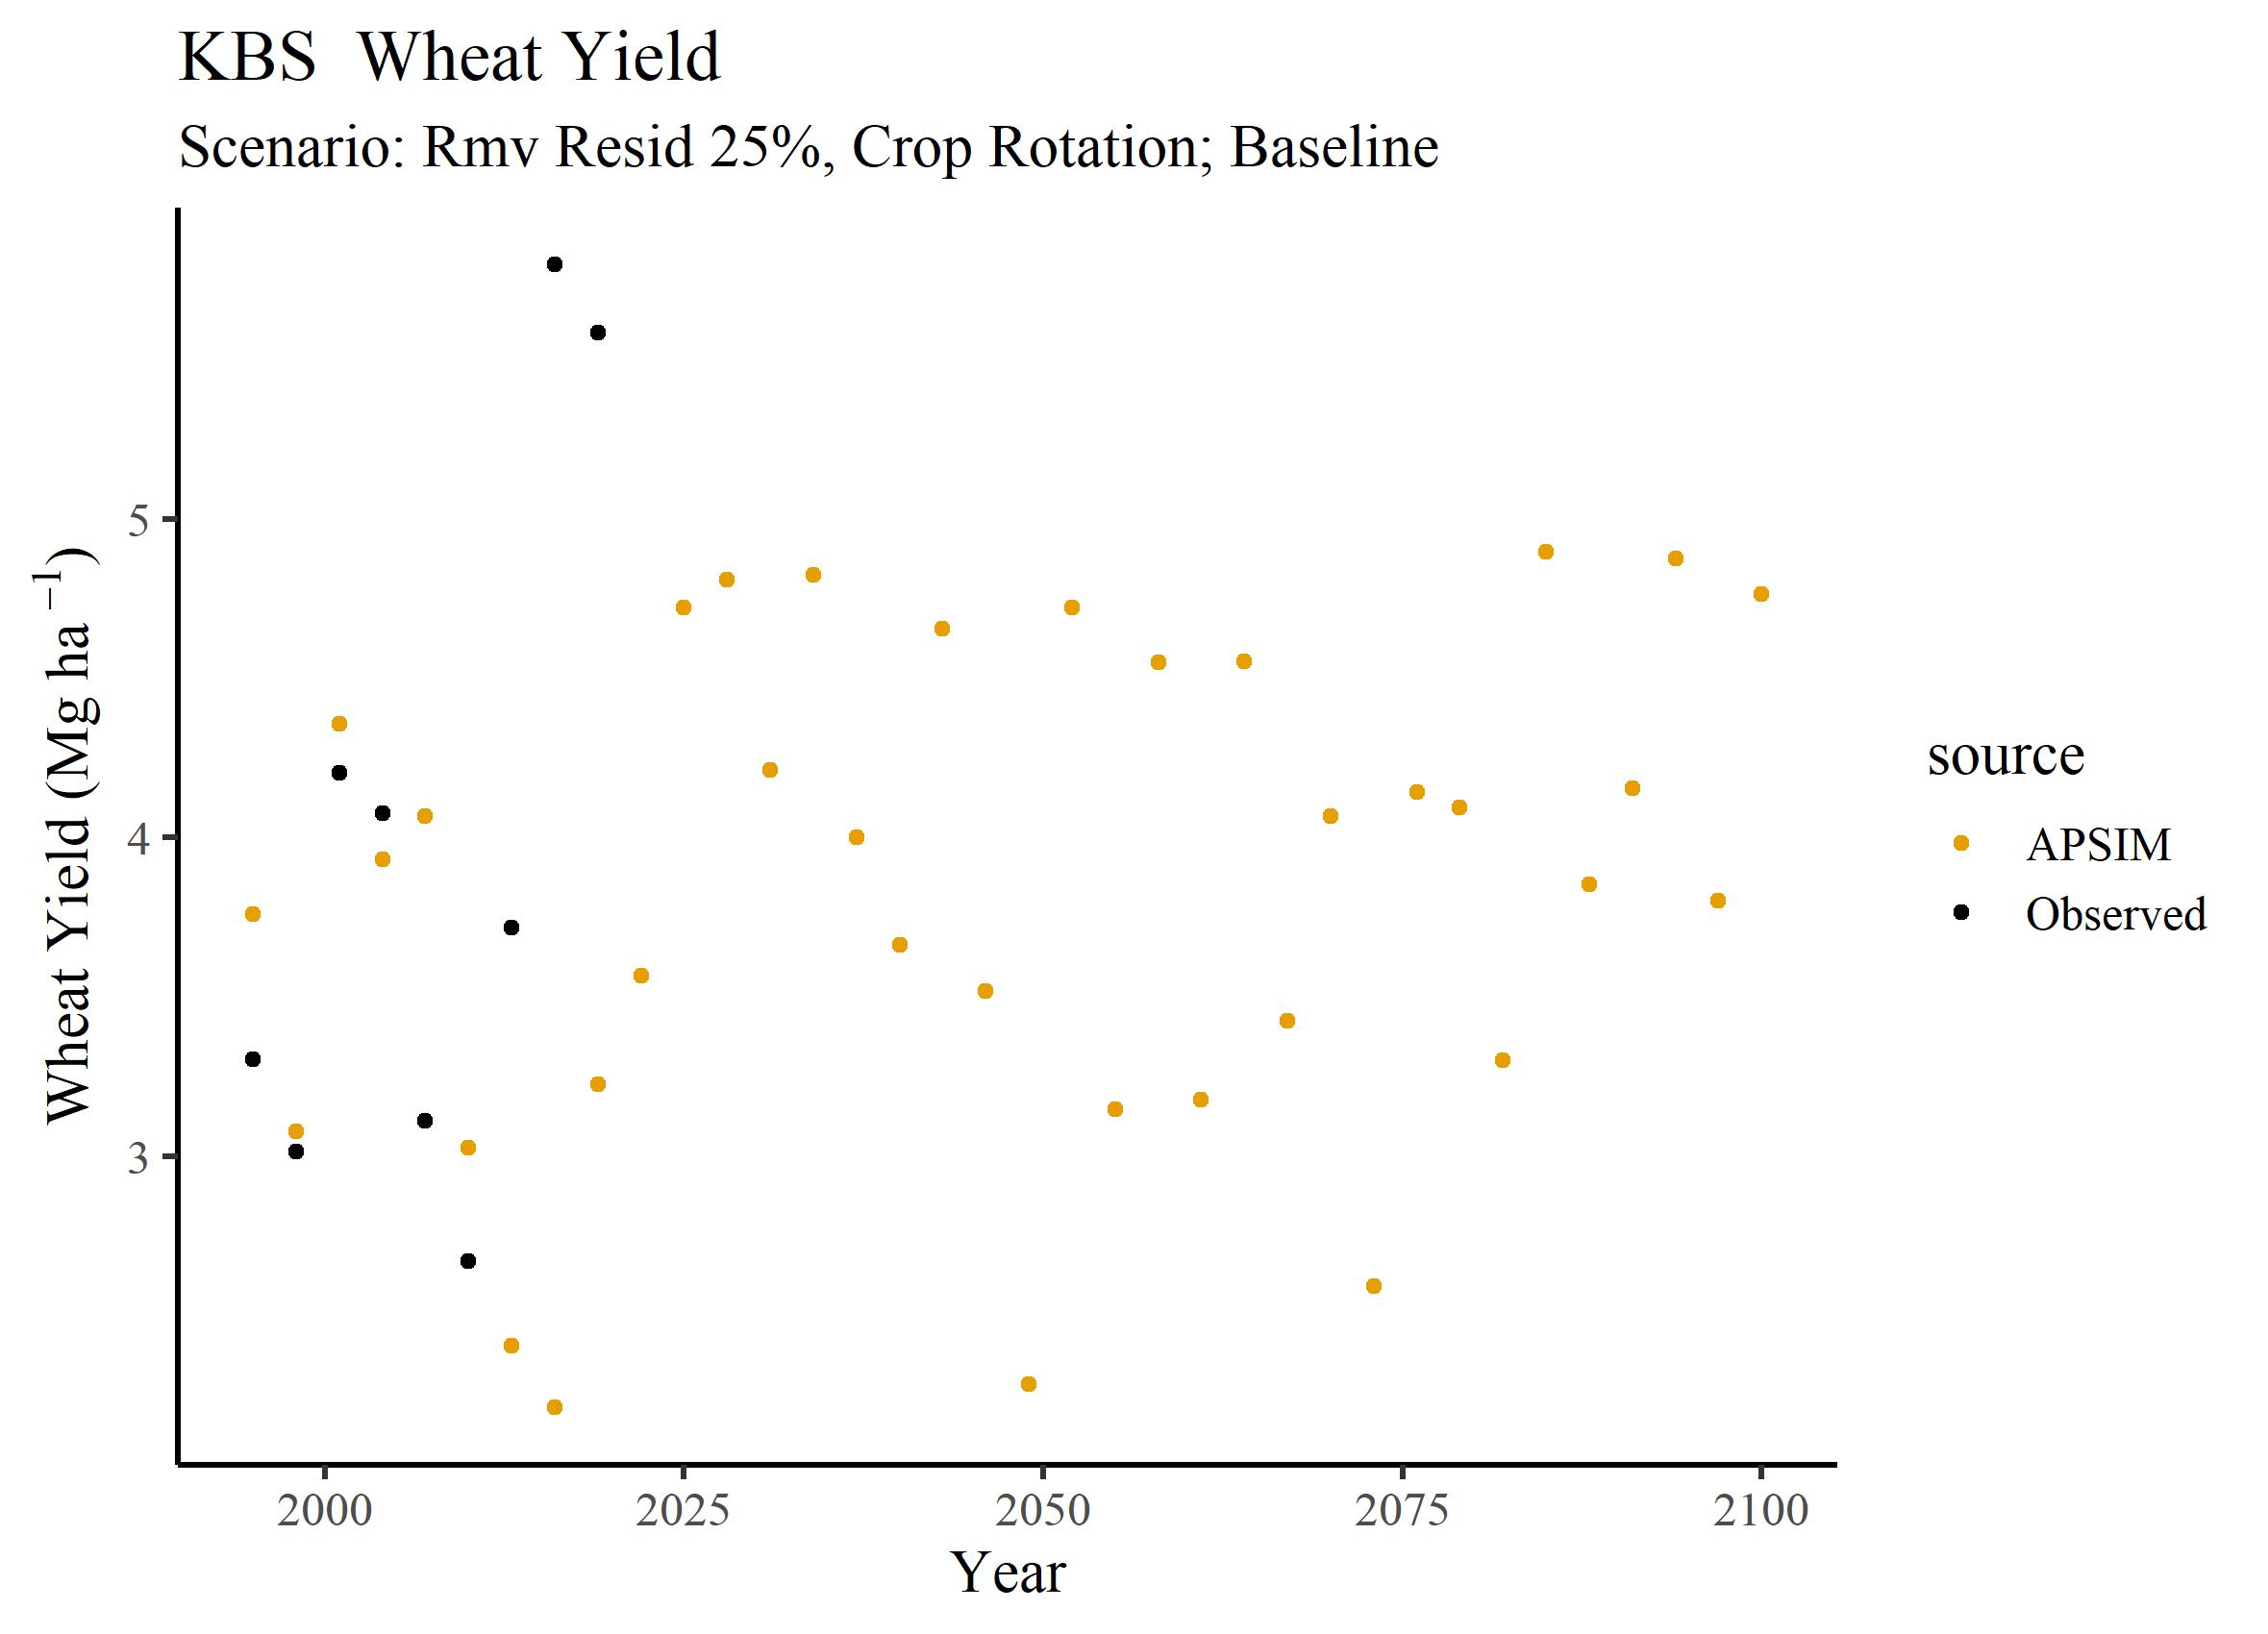 KBS  Wheat Yield
Scenario: Rmv Resid 25%, Crop Rotation; Baseline
Wheat Yield (Mg ha⁻¹)
5
4
3
2000 2025 2050 2075 2100
Year
source
APSIM
Observed